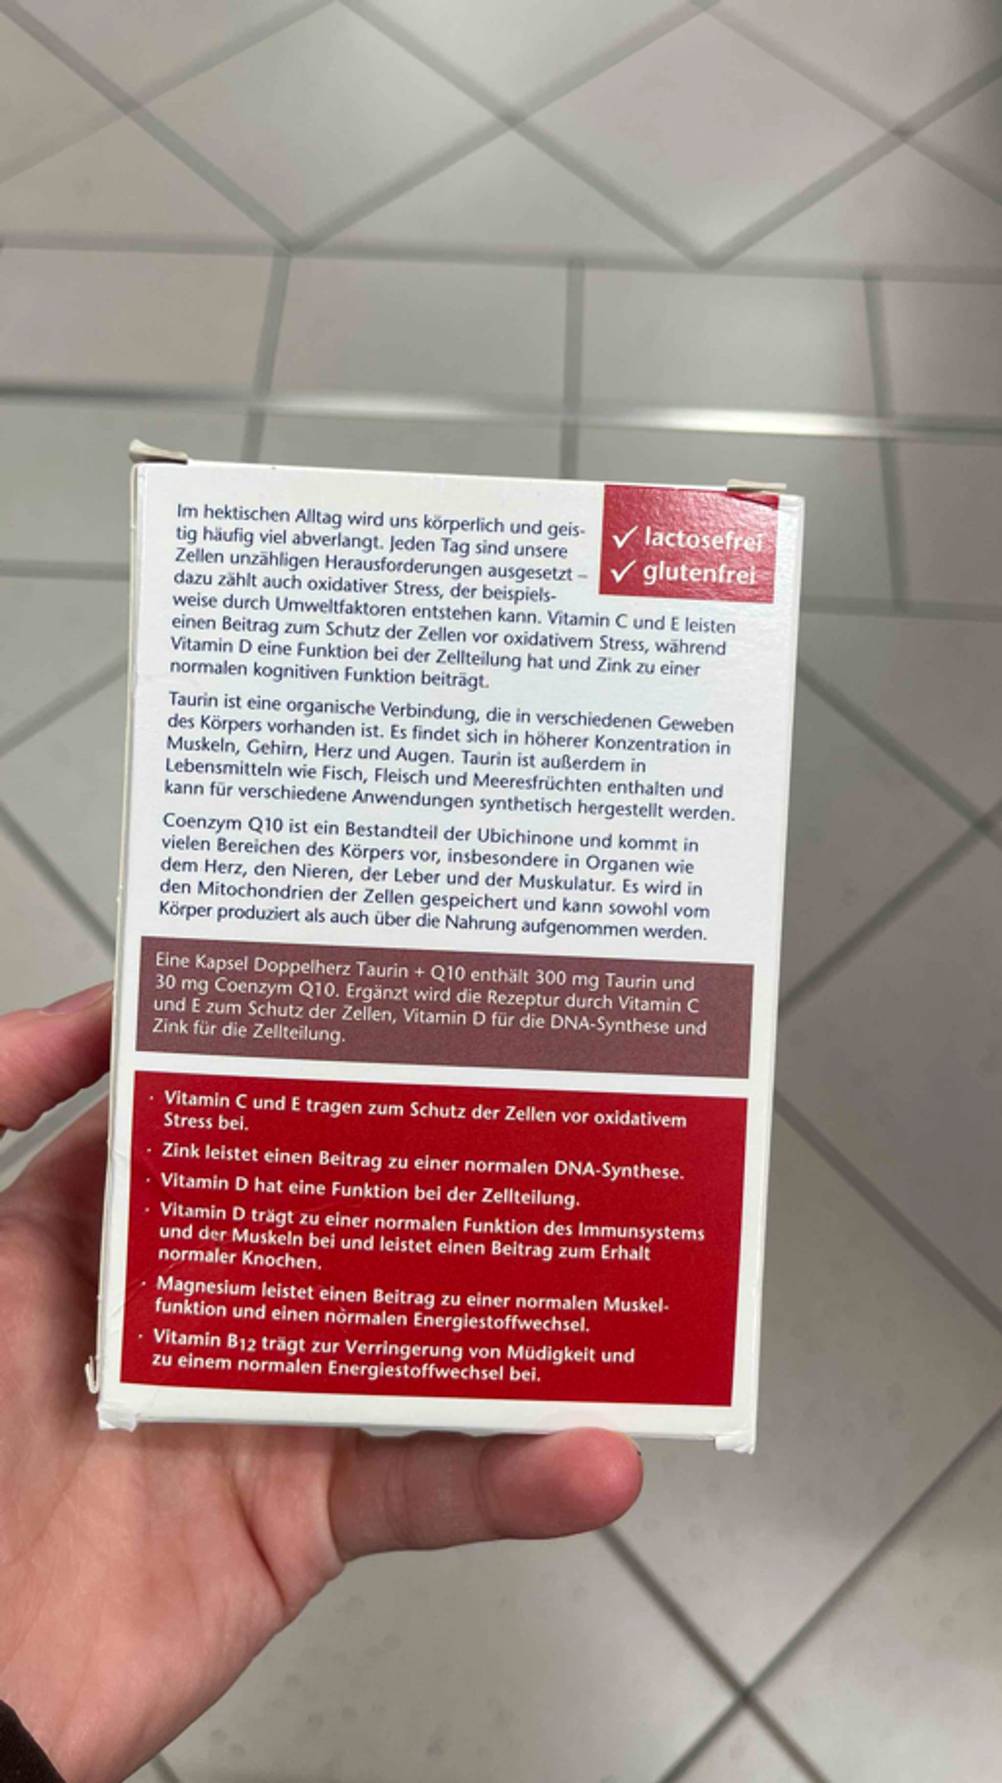 Im hektischen Alltag wird uns körperlich und geis-
tig häufig viel abverlangt. Jeden Tag sind unsere
Zellen unzähligen Herausforderungen ausgesetzt –
dazu zählt auch oxidativer Stress, der beispiels-
weise durch Umweltfaktoren entstehen kann. Vitamin C und E leisten
einen Beitrag zum Schutz der Zellen vor oxidativem Stress, während
Vitamin D eine Funktion bei der Zellteilung hat und Zink zu einer
normalen kognitiven Funktion beiträgt.
✓ lactosefrei
✓ glutenfrei
Taurin ist eine organische Verbindung, die in verschiedenen Geweben
des Körpers vorhanden ist. Es findet sich in höherer Konzentration in
Muskeln, Gehirn, Herz und Augen. Taurin ist außerdem in
Lebensmitteln wie Fisch, Fleisch und Meeresfrüchten enthalten und
kann für verschiedene Anwendungen synthetisch hergestellt werden.
Coenzym Q10 ist ein Bestandteil der Ubichinone und kommt in
vielen Bereichen des Körpers vor, insbesondere in Organen wie
dem Herz, den Nieren, der Leber und der Muskulatur. Es wird in
den Mitochondrien der Zellen gespeichert und kann sowohl vom
Körper produziert als auch über die Nahrung aufgenommen werden.
Eine Kapsel Doppelherz Taurin + Q10 enthält 300 mg Taurin und
30 mg Coenzym Q10. Ergänzt wird die Rezeptur durch Vitamin C
und E zum Schutz der Zellen, Vitamin D für die DNA-Synthese und
Zink für die Zellteilung.
· Vitamin C und E tragen zum Schutz der Zellen vor oxidativem
Stress bei.
· Zink leistet einen Beitrag zu einer normalen DNA-Synthese.
· Vitamin D hat eine Funktion bei der Zellteilung.
· Vitamin D trägt zu einer normalen Funktion des Immunsystems
und der Muskeln bei und leistet einen Beitrag zum Erhalt
normaler Knochen.
· Magnesium leistet einen Beitrag zu einer normalen Muskel-
funktion und einen normalen Energiestoffwechsel.
· Vitamin B12 trägt zur Verringerung von Müdigkeit und
zu einem normalen Energiestoffwechsel bei.